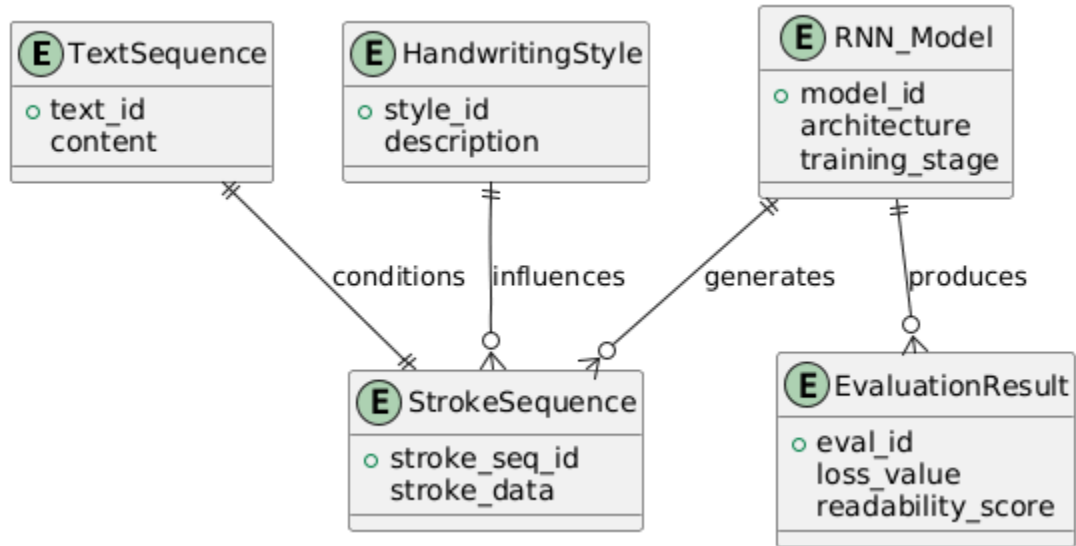 E TextSequence
text_id
content
E HandwritingStyle
style_id
description
E RNN_Model
model_id
architecture
training_stage
conditions
influences
generates
produces
E StrokeSequence
stroke_seq_id
stroke_data
E EvaluationResult
eval_id
loss_value
readability_score